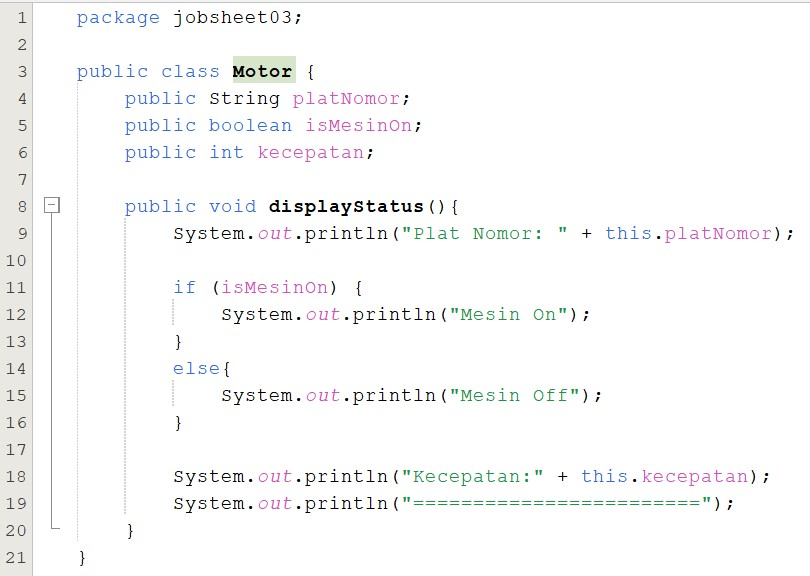 1 package jobsheet03;
2
3 public class Motor {
4 public String platNomor;
5 public boolean isMesinOn;
6 public int kecepatan;
7
8 public void displayStatus(){
9 System.out.println("Plat Nomor: " + this.platNomor);
10
11 if (isMesinOn) {
12 System.out.println("Mesin On");
13 }
14 else{
15 System.out.println("Mesin Off");
16 }
17
18 System.out.println("Kecepatan:" + this.kecepatan);
19 System.out.println("========================");
20 }
21 }